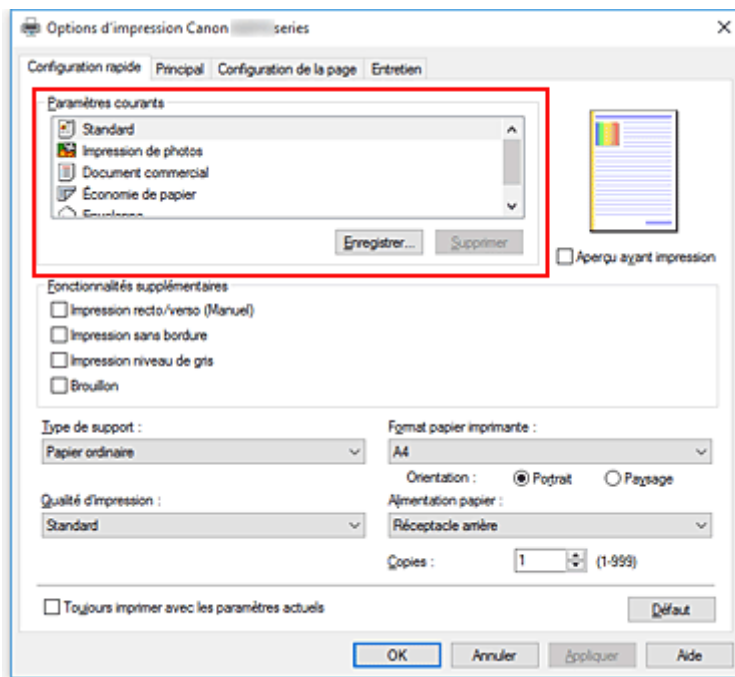 Options d'impression Canon series
Configuration rapide Principal Configuration de la page Entretien
Paramètres courants
Standard
Impression de photos
Document commercial
Économie de papier
Enregistrer... Supprimer
Aperçu avant impression
Fonctionnalités supplémentaires
Impression recto/verso (Manuel)
Impression sans bordure
Impression niveau de gris
Brouillon
Type de support :
Papier ordinaire
Format papier imprimante :
A4
Orientation : Portrait Paysage
Qualité d'impression :
Standard
Alimentation papier :
Réceptacle arrière
Copies : 1 (1-999)
Toujours imprimer avec les paramètres actuels
Défaut
OK Annuler Appliquer Aide